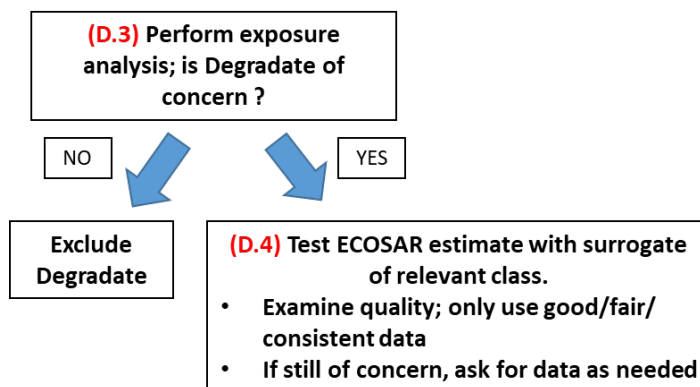 (D.3) Perform exposure
analysis; is Degradate of
concern ?
NO
YES
Exclude
Degradate
(D.4) Test ECOSAR estimate with surrogate
of relevant class.
• Examine quality; only use good/fair/
consistent data
• If still of concern, ask for data as needed